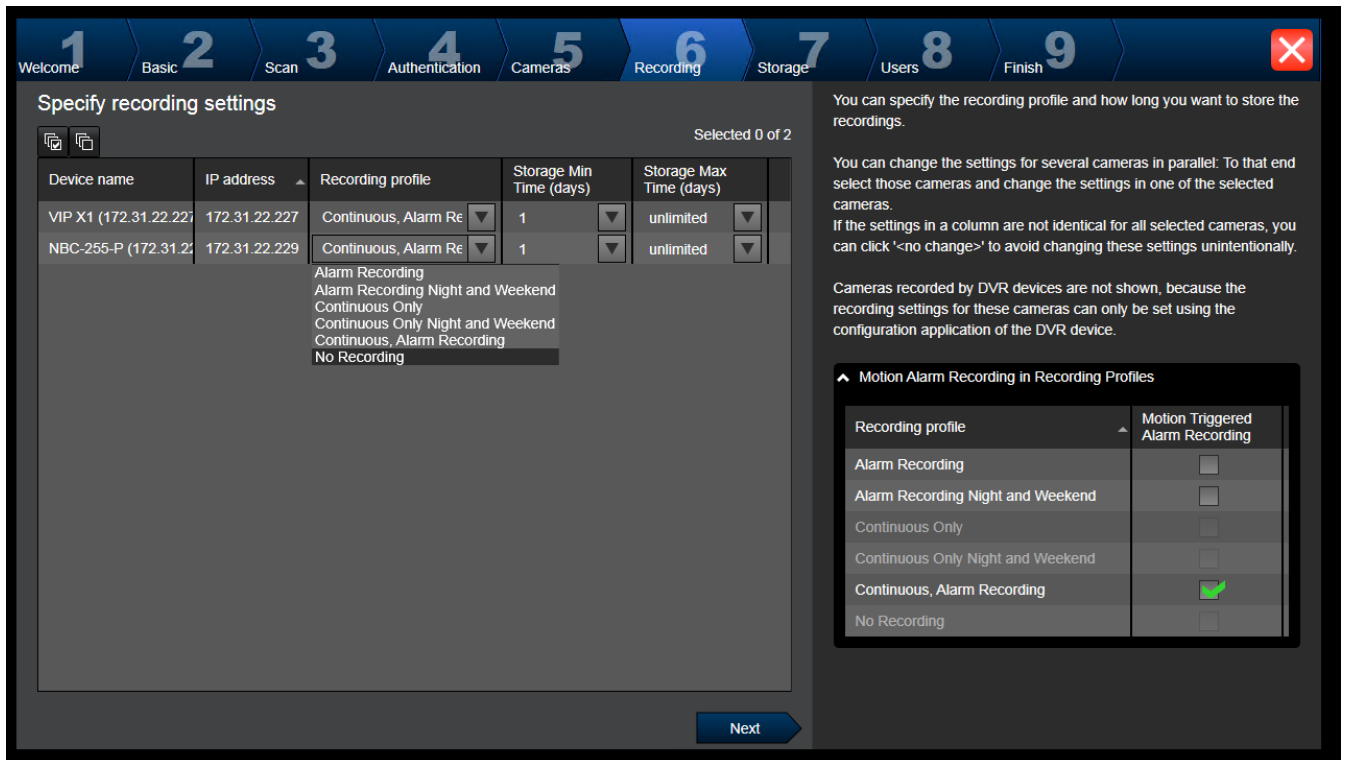 1 Welcome
2 Basic
3 Scan
4 Authentication
5 Cameras
6 Recording
7 Storage
8 Users
9 Finish
Specify recording settings
Selected 0 of 2
Device name IP address Recording profile Storage Min Time (days) Storage Max Time (days)
VIP X1 (172.31.22.227 172.31.22.227 Continuous, Alarm Re 1 unlimited
NBC-255-P (172.31.22 172.31.22.229 Continuous, Alarm Re 1 unlimited
Alarm Recording
Alarm Recording Night and Weekend
Continuous Only
Continuous Only Night and Weekend
Continuous, Alarm Recording
No Recording
Next
You can specify the recording profile and how long you want to store the
recordings.
You can change the settings for several cameras in parallel: To that end
select those cameras and change the settings in one of the selected
cameras.
If the settings in a column are not identical for all selected cameras, you
can click '<no change>' to avoid changing these settings unintentionally.
Cameras recorded by DVR devices are not shown, because the
recording settings for these cameras can only be set using the
configuration application of the DVR device.
Motion Alarm Recording in Recording Profiles
Recording profile Motion Triggered Alarm Recording
Alarm Recording
Alarm Recording Night and Weekend
Continuous Only
Continuous Only Night and Weekend
Continuous, Alarm Recording
No Recording